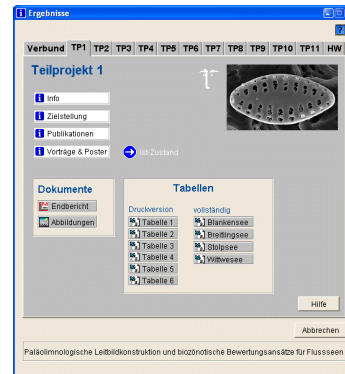 Ergebnisse
Verbund TP1 TP2 TP3 TP4 TP5 TP6 TP7 TP8 TP9 TP10 TP11 HW
Teilprojekt 1
Info
Zielstellung
Publikationen
Vorträge & Poster
Ist-Zustand
Dokumente
Endbericht
Abbildungen
Tabellen
Druckversion
Tabelle 1
Tabelle 2
Tabelle 3
Tabelle 4
Tabelle 5
Tabelle 6
vollständig
Blankensee
Breitlingsee
Stolpsee
Wittwesee
Hilfe
Abbrechen
Paläolimnologische Leitbildkonstruktion und biozönotische Bewertungsansätze für Flussseen